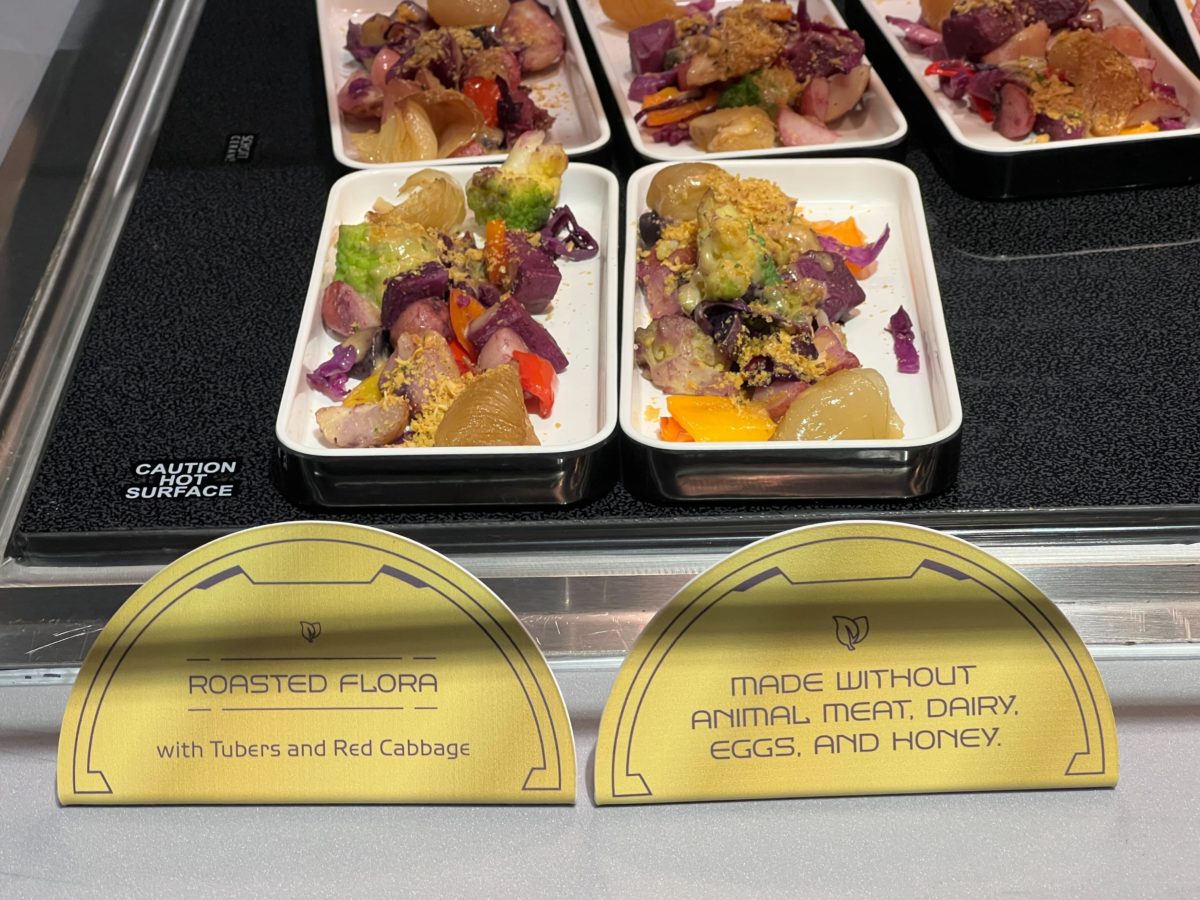 CAUTION
HOT
SURFACE
ROASTED FLORA
with Tubers and Red Cabbage
MADE WITHOUT
ANIMAL MEAT, DAIRY,
EGGS, AND HONEY.